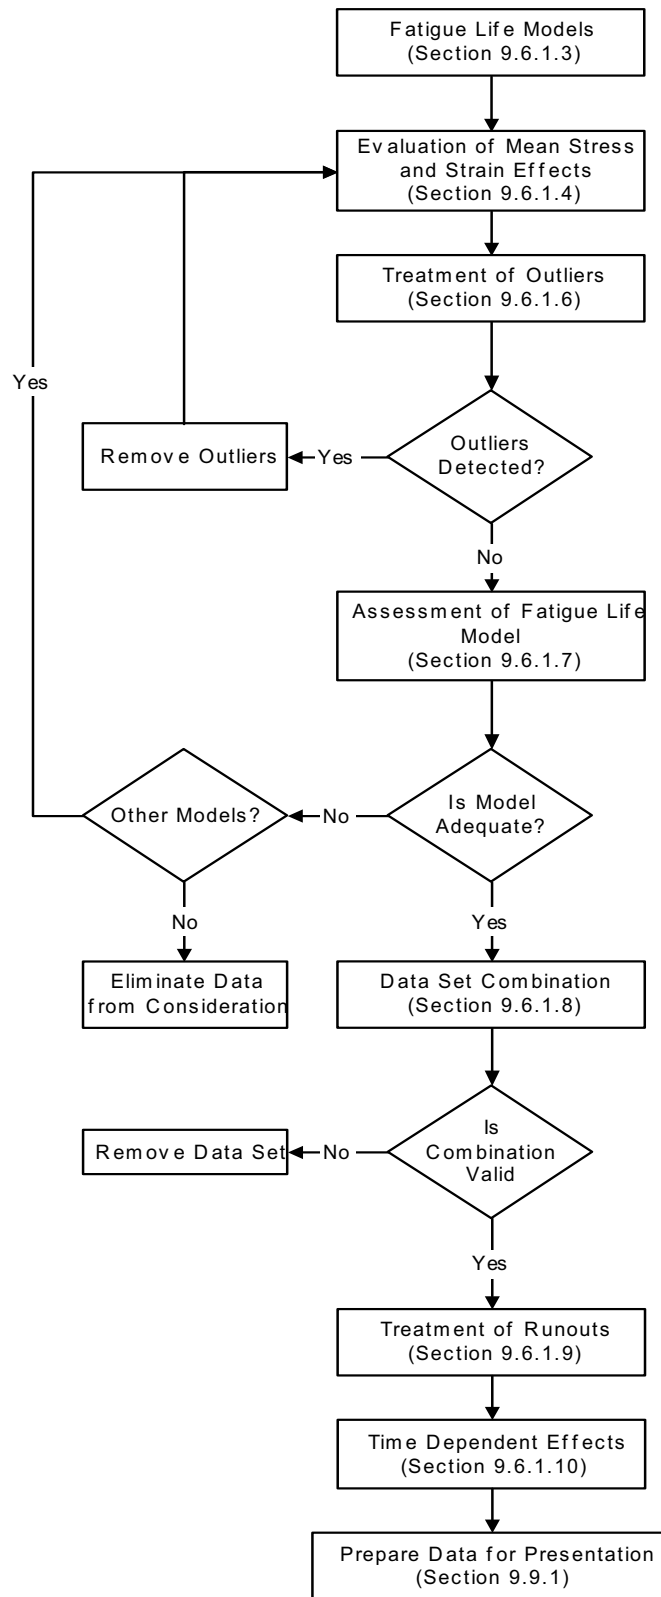 Fatigue Life Models
(Section 9.6.1.3)
Evaluation of Mean Stress
and Strain Effects
(Section 9.6.1.4)
Treatment of Outliers
(Section 9.6.1.6)
Yes
Remove Outliers
Yes
Outliers
Detected?
No
Assessment of Fatigue Life
Model
(Section 9.6.1.7)
Other Models?
No
Is Model
Adequate?
No
Yes
Eliminate Data
from Consideration
Data Set Combination
(Section 9.6.1.8)
Remove Data Set
No
Is
Combination
Valid
Yes
Treatment of Runouts
(Section 9.6.1.9)
Time Dependent Effects
(Section 9.6.1.10)
Prepare Data for Presentation
(Section 9.9.1)